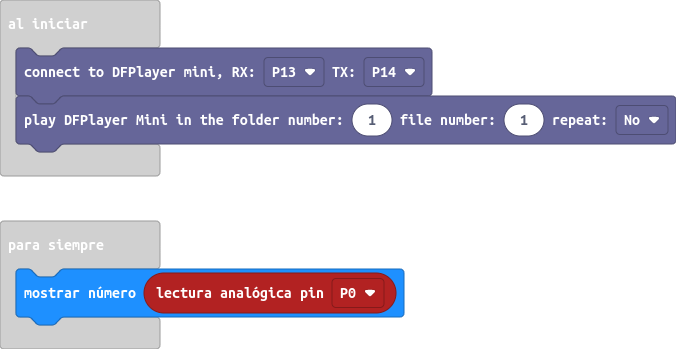 al iniciar
connect to DFPlayer mini, RX: P13 TX: P14
play DFPlayer Mini in the folder number: 1 file number: 1 repeat: No
para siempre
mostrar número lectura analógica pin P0